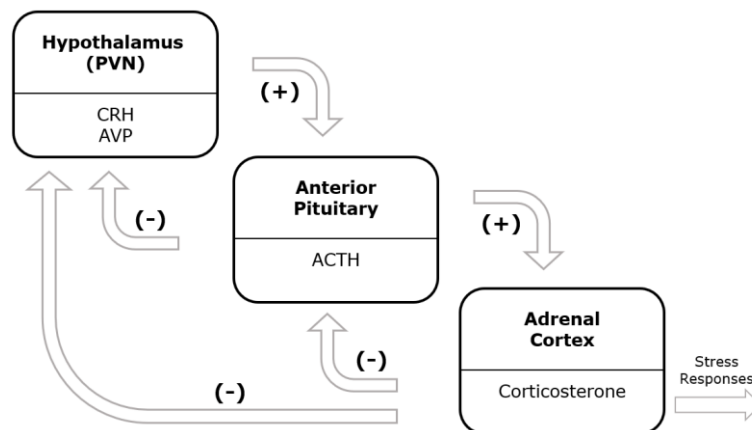 Hypothalamus
(PVN)
CRH
AVP
(+)
(-)
Anterior
Pituitary
ACTH
(+)
(-)
(-)
Adrenal
Cortex
Corticosterone
Stress
Responses